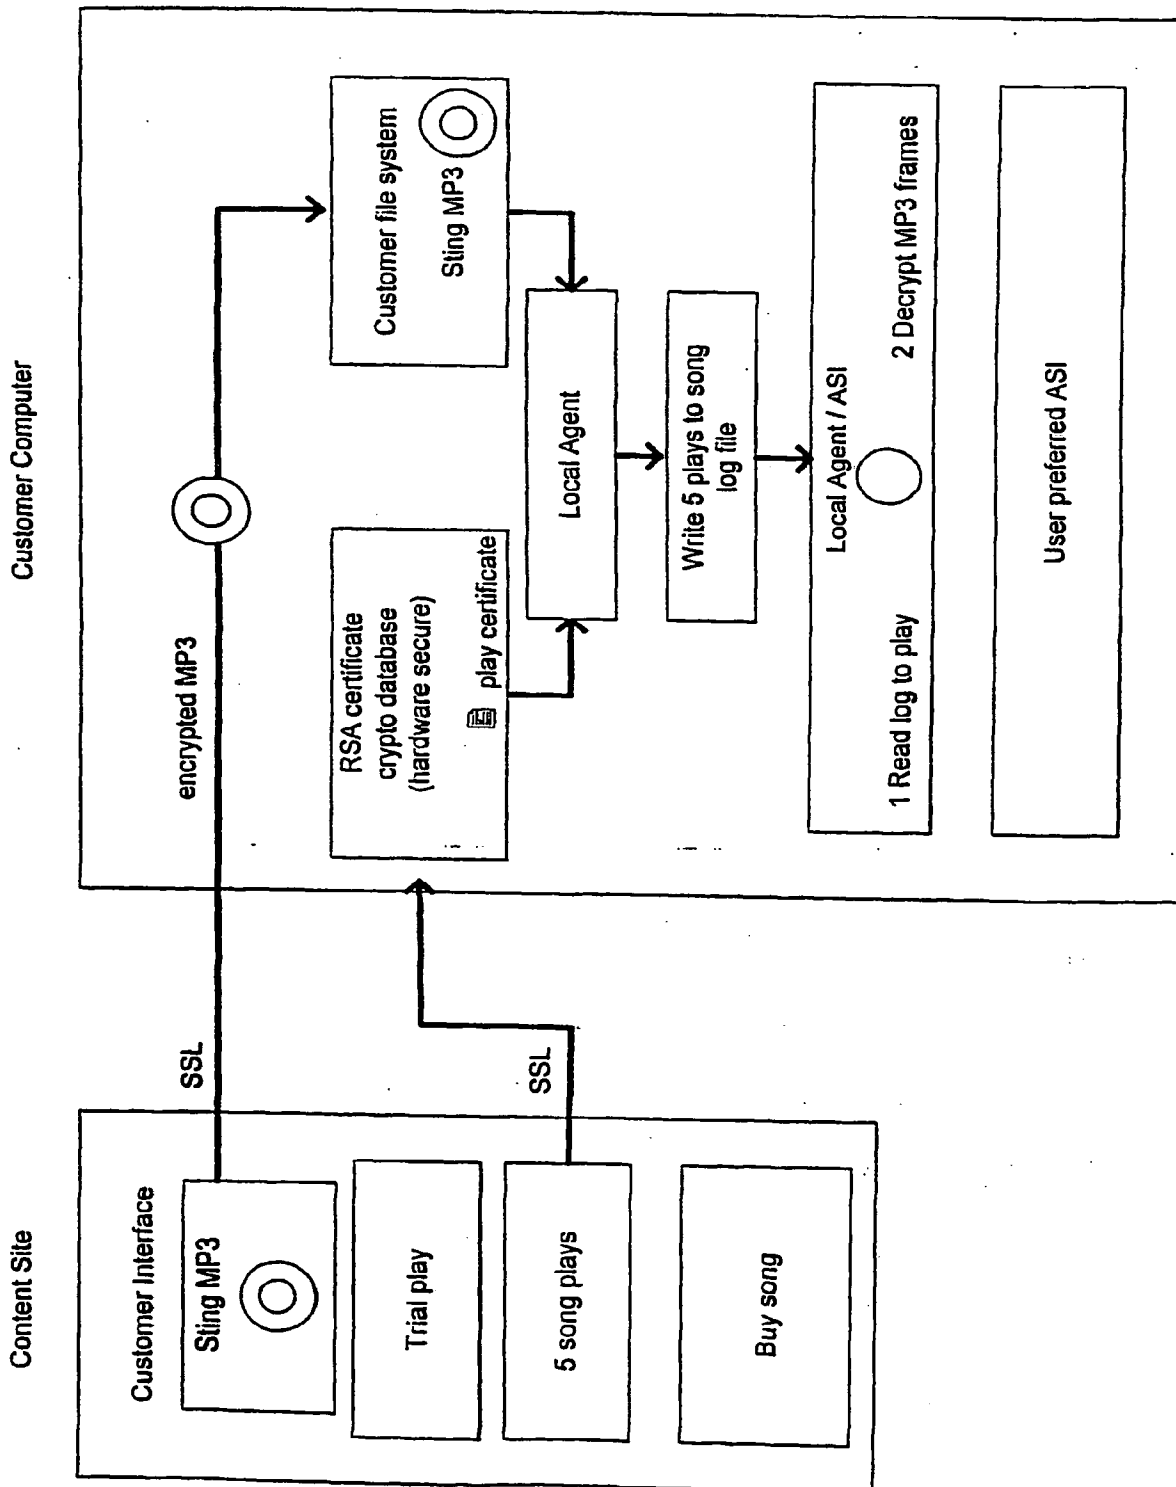 Content Site
Customer Interface
Sting MP3
Trial play
5 song plays
Buy song
SSL
SSL
Customer Computer
encrypted MP3
RSA certificate
crypto database
(hardware secure)
play certificate
Customer file system
Sting MP3
Local Agent
Write 5 plays to song
log file
Local Agent / ASI
1 Read log to play
2 Decrypt MP3 frames
User preferred ASI